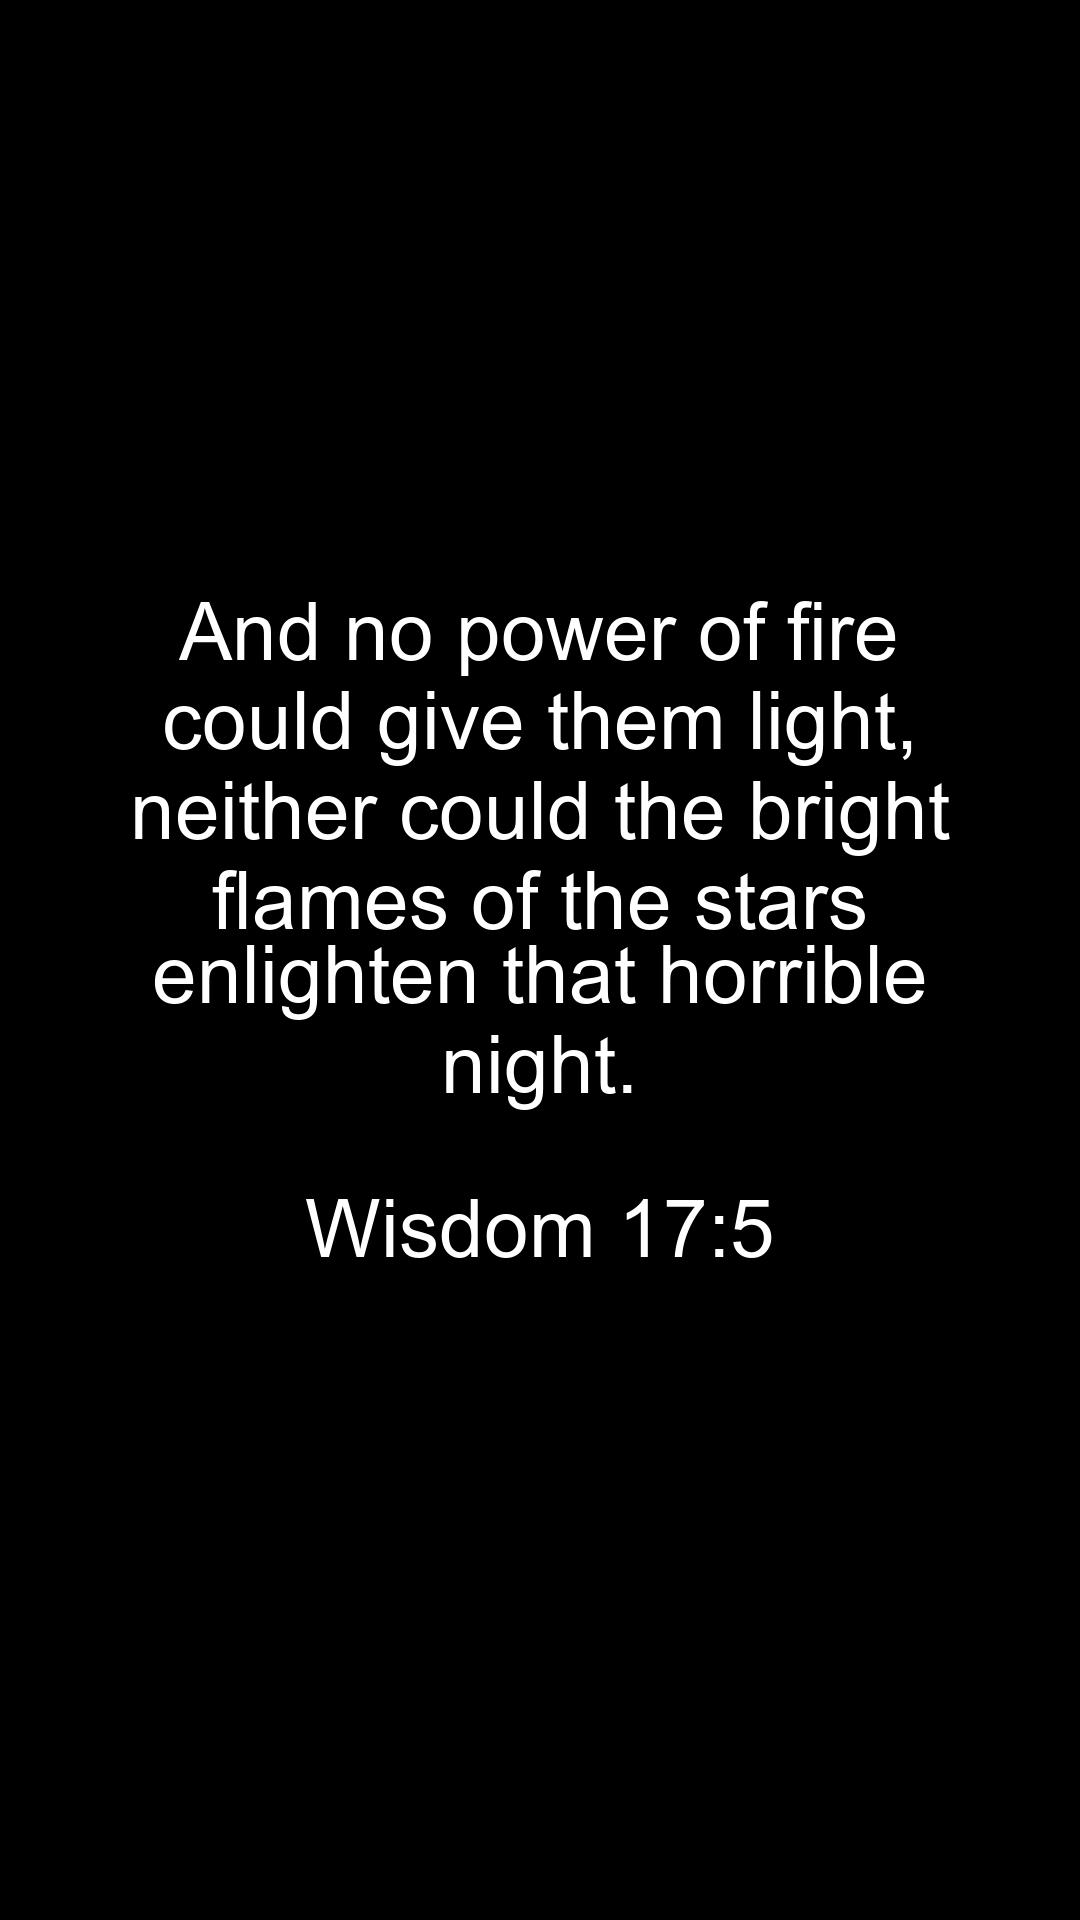 And no power of fire
could give them light,
neither could the bright
flames of the stars
enlighten that horrible
night.
Wisdom 17:5